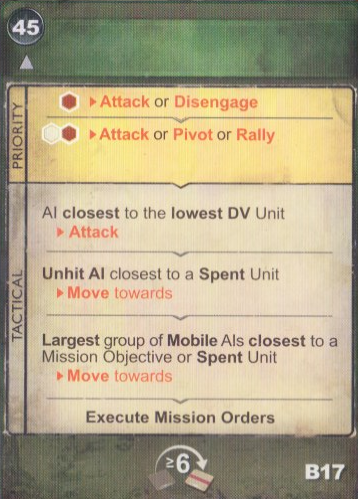 45
PRIORITY
▸ Attack or Disengage
▸ Attack or Pivot or Rally
TACTICAL
AI closest to the lowest DV Unit
▸ Attack
Unhit AI closest to a Spent Unit
▸ Move towards
Largest group of Mobile AIs closest to a
Mission Objective or Spent Unit
▸ Move towards
Execute Mission Orders
≥6
B17